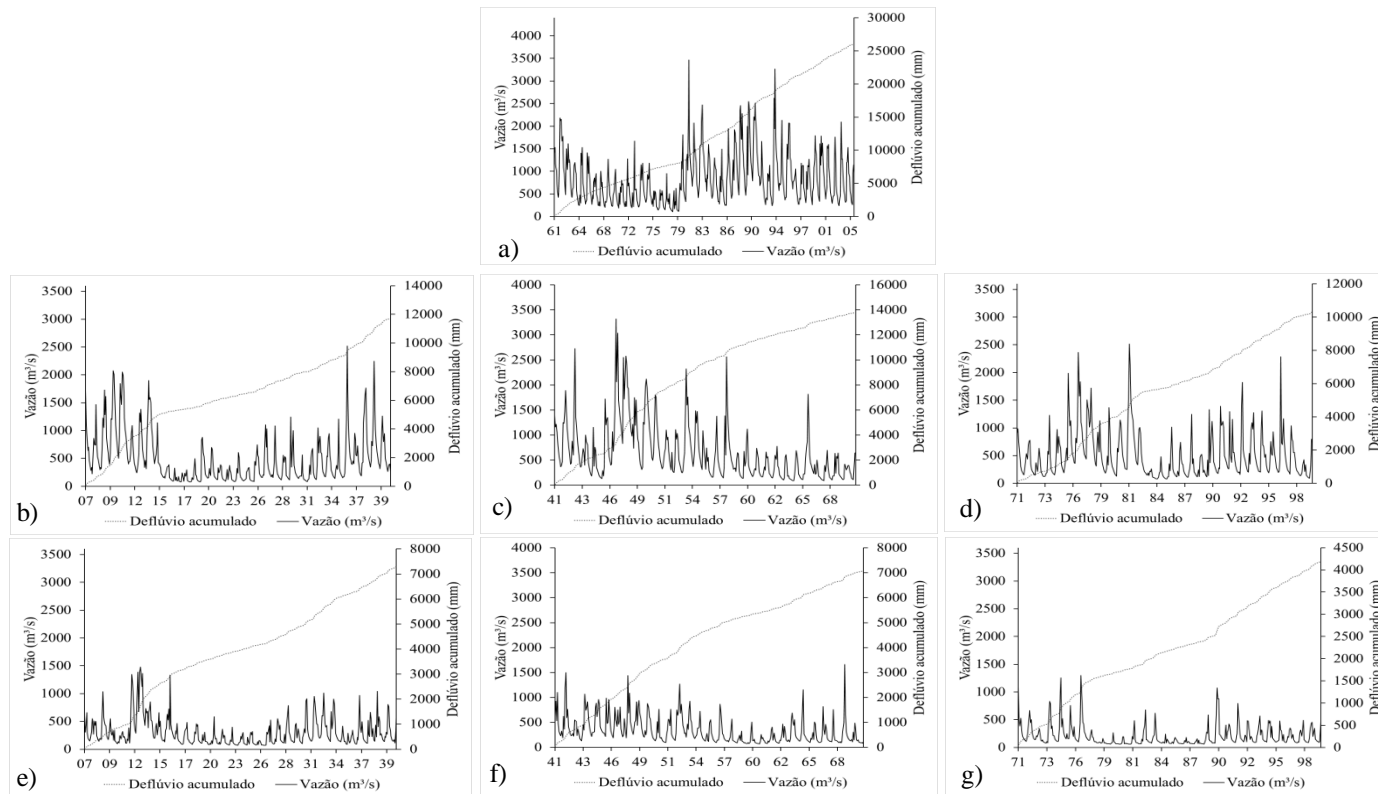 4000 3500 3000 2500 2000 1500 1000 500 0
Vazão (m³/s)
30000 25000 20000 15000 10000 5000 0
Deflúvio acumulado (mm)
61 64 68 72 75 79 83 86 90 94 97 01 05
Deflúvio acumulado Vazão (m³/s)
a)
3500 3000 2500 2000 1500 1000 500 0
Vazão (m³/s)
14000 12000 10000 8000 6000 4000 2000 0
Deflúvio acumulado (mm)
07 09 12 15 17 20 23 26 28 31 34 37 39
Deflúvio acumulado Vazão (m³/s)
b)
4000 3500 3000 2500 2000 1500 1000 500 0
Vazão (m³/s)
16000 14000 12000 10000 8000 6000 4000 2000 0
Deflúvio acumulado (mm)
41 43 46 49 51 54 57 60 62 65 68
Deflúvio acumulado Vazão (m³/s)
c)
3500 3000 2500 2000 1500 1000 500 0
Vazão (m³/s)
12000 10000 8000 6000 4000 2000 0
Deflúvio acumulado (mm)
71 73 76 79 81 84 87 90 92 95 98
Deflúvio acumulado Vazão (m³/s)
d)
3500 3000 2500 2000 1500 1000 500 0
Vazão (m³/s)
8000 7000 6000 5000 4000 3000 2000 1000 0
Deflúvio acumulado (mm)
07 09 12 15 17 20 23 26 28 31 34 37 39
Deflúvio acumulado Vazão (m³/s)
e)
4000 3500 3000 2500 2000 1500 1000 500 0
Vazão (m³/s)
8000 7000 6000 5000 4000 3000 2000 1000 0
Deflúvio acumulado (mm)
41 43 46 49 51 54 57 60 62 65 68
Deflúvio acumulado Vazão (m³/s)
f)
3500 3000 2500 2000 1500 1000 500 0
Vazão (m³/s)
4500 4000 3500 3000 2500 2000 1500 1000 500 0
Deflúvio acumulado (mm)
71 73 76 79 81 84 87 90 92 95 98
Deflúvio acumulado Vazão (m³/s)
g)